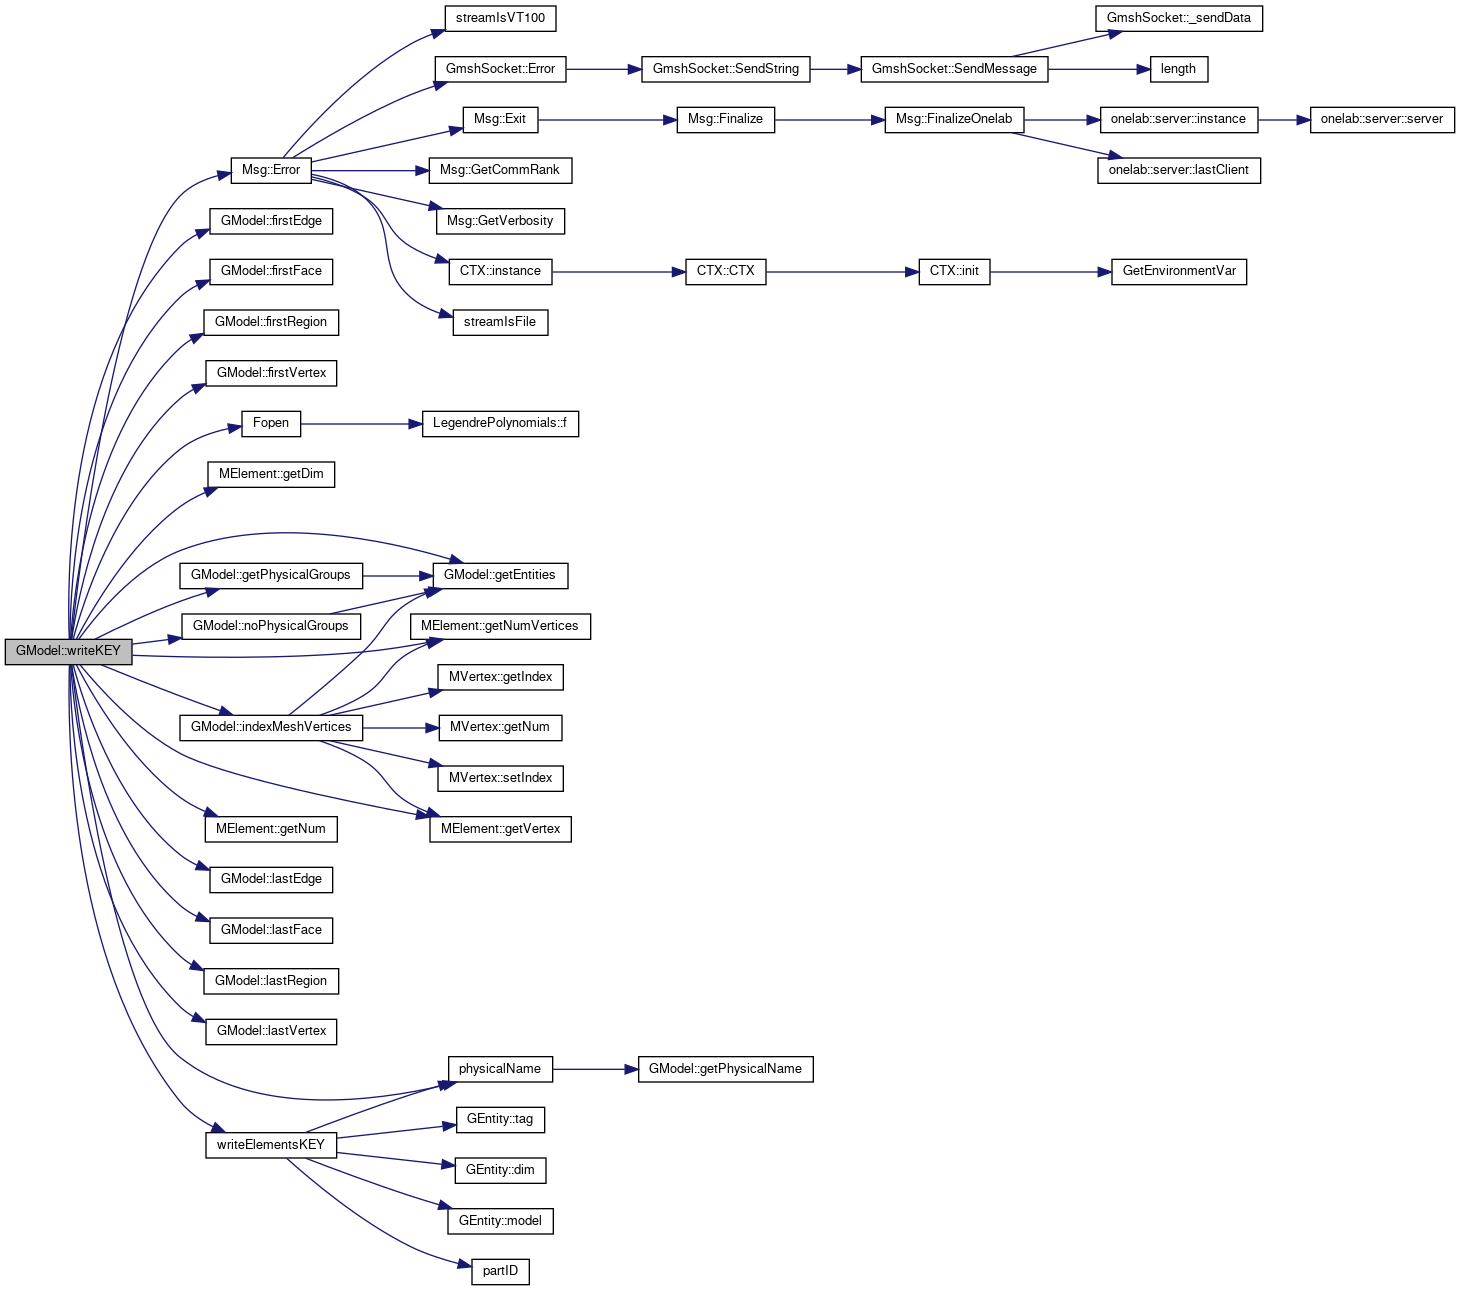 streamIsVT100
GmshSocket::_sendData
GmshSocket::Error
GmshSocket::SendString
GmshSocket::SendMessage
length
Msg::Exit
Msg::Finalize
Msg::FinalizeOnelab
onelab::server::instance
onelab::server::server
Msg::Error
Msg::GetCommRank
onelab::server::lastClient
GModel::firstEdge
Msg::GetVerbosity
GModel::firstFace
CTX::instance
CTX::CTX
CTX::init
GetEnvironmentVar
GModel::firstRegion
streamIsFile
GModel::firstVertex
Fopen
LegendrePolynomials::f
MElement::getDim
GModel::getPhysicalGroups
GModel::getEntities
GModel::noPhysicalGroups
MElement::getNumVertices
GModel::writeKEY
MVertex::getIndex
GModel::indexMeshVertices
MVertex::getNum
MVertex::setIndex
MElement::getNum
MElement::getVertex
GModel::lastEdge
GModel::lastFace
GModel::lastRegion
GModel::lastVertex
physicalName
GModel::getPhysicalName
GEntity::tag
writeElementsKEY
GEntity::dim
GEntity::model
partID